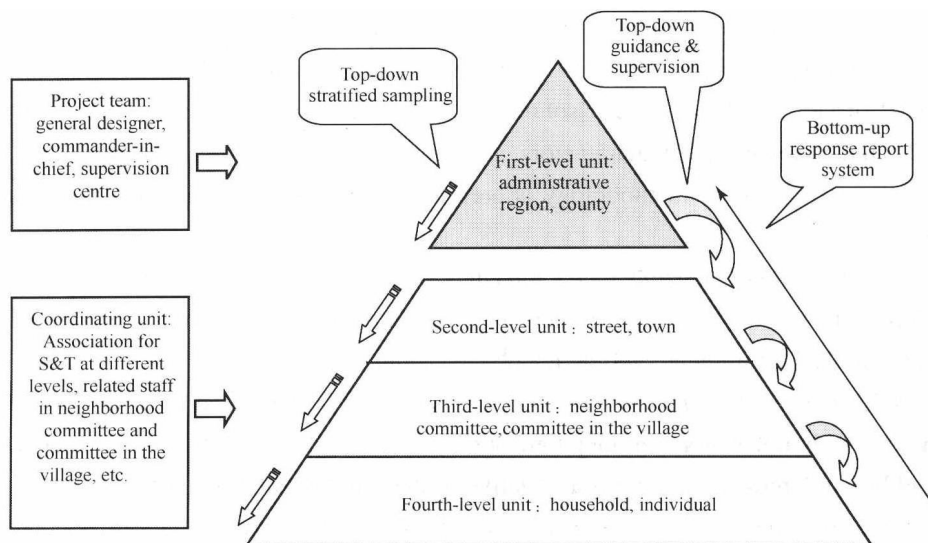 Project team:
general designer,
commander-in-
chief, supervision
centre
Top-down
stratified sampling
Top-down
guidance &
supervision
Bottom-up
response report
system
First-level unit:
administrative
region, county
Coordinating unit:
Association for
S&T at different
levels, related staff
in neighborhood
committee and
committee in the
village, etc.
Second-level unit： street, town
Third-level unit： neighborhood
committee,committee in the village
Fourth-level unit： household, individual